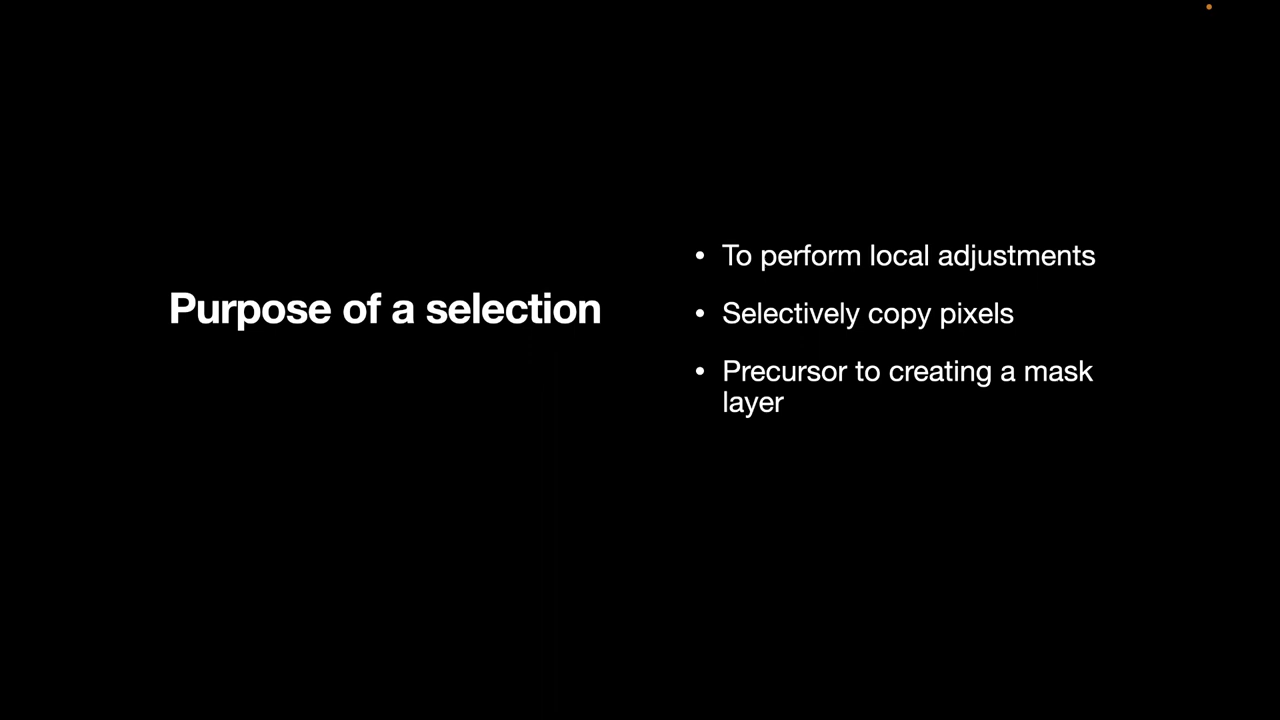 Purpose of a selection
• To perform local adjustments
• Selectively copy pixels
• Precursor to creating a mask
layer